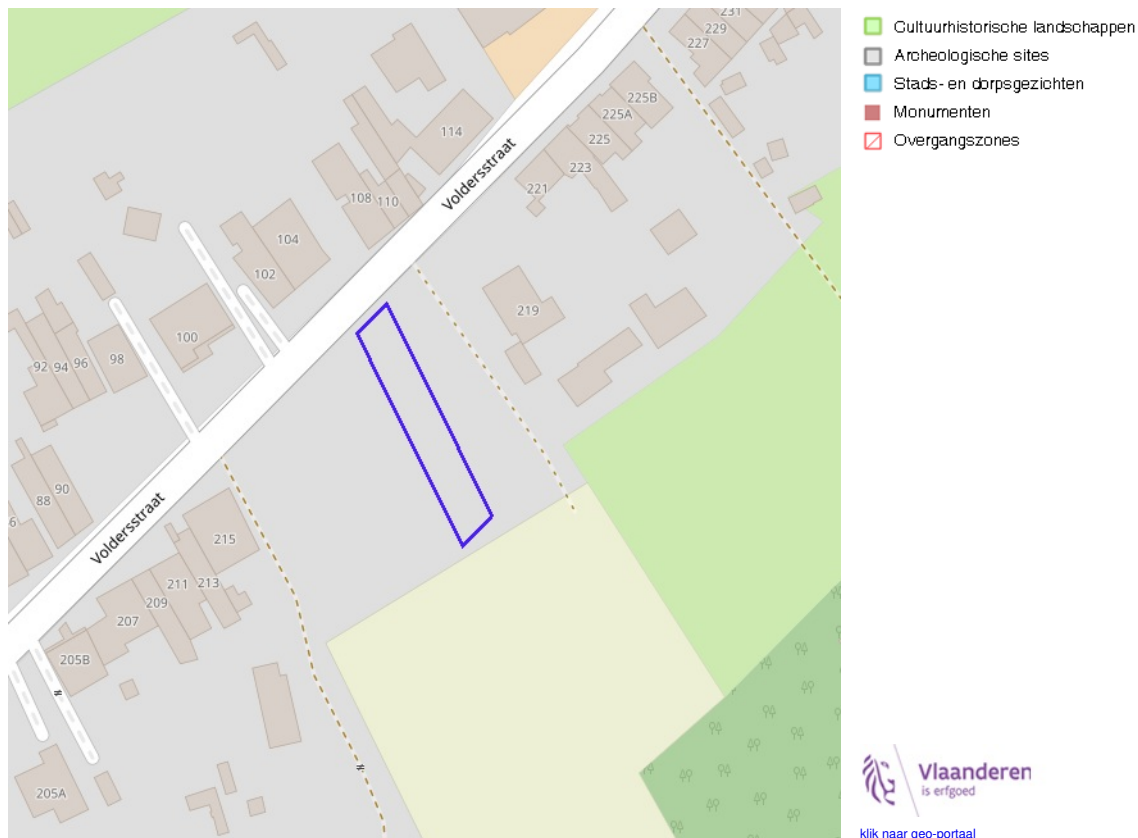 Cultuurhistorische landschappen
Archeologische sites
Stads- en dorpsgezichten
Monumenten
Overgangszones
231
229
227
225B
225A
225
223
221
114
108
110
Voldersstraat
104
102
219
100
98
96
94
92
90
88
Voldersstraat
215
213
211
209
207
205B
205A
Vlaanderen
is erfgoed
klik naar geo-portaal